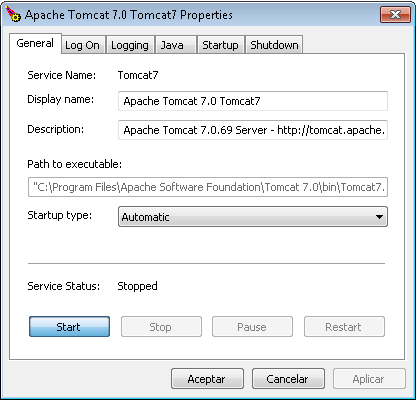 Apache Tomcat 7.0 Tomcat7 Properties
General Log On Logging Java Startup Shutdown
Service Name: Tomcat7
Display name: Apache Tomcat 7.0 Tomcat7
Description: Apache Tomcat 7.0.69 Server - http://tomcat.apache.
Path to executable:
"C:\Program Files\Apache Software Foundation\Tomcat 7.0\bin\Tomcat7.
Startup type: Automatic
Service Status: Stopped
Start Stop Pause Restart
Aceptar Cancelar Aplicar